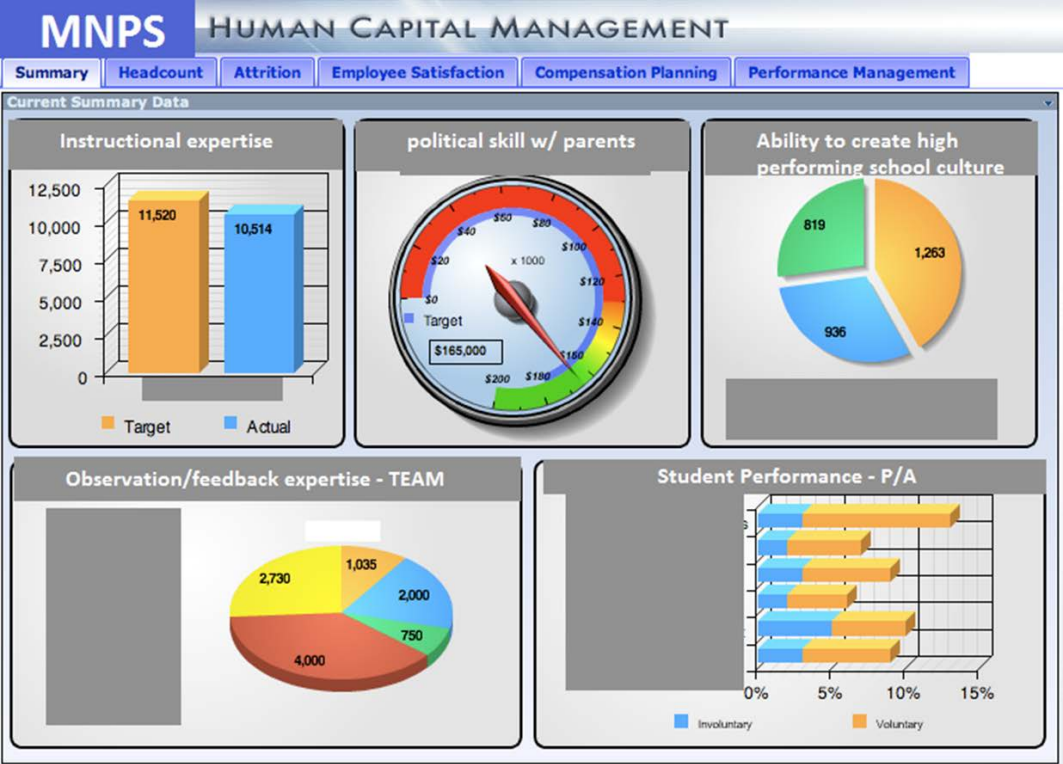 MNPS HUMAN CAPITAL MANAGEMENT
Summary Headcount Attrition Employee Satisfaction Compensation Planning Performance Management
Current Summary Data
Instructional expertise
12,500
10,000
7,500
5,000
2,500
0
11,520
10,514
Target Actual
political skill w/ parents
$0
$20
$40
$60
$80
$100
$120
$140
$160
$180
$200
x 1000
Target
$165,000
Ability to create high
performing school culture
819
1,263
936
Observation/feedback expertise - TEAM
2,730
1,035
2,000
750
4,000
Student Performance - P/A
0% 5% 10% 15%
Involuntary Voluntary